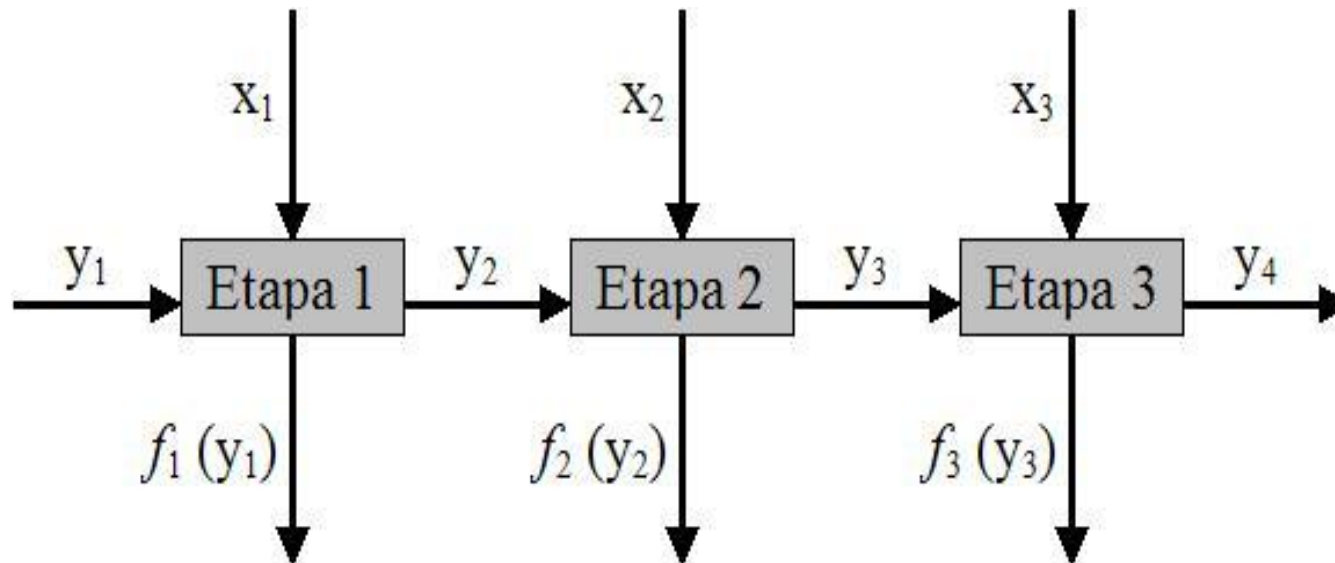 x₁ x₂ x₃
y₁ Etapa 1 y₂ Etapa 2 y₃ Etapa 3 y₄
f₁ (y₁) f₂ (y₂) f₃ (y₃)